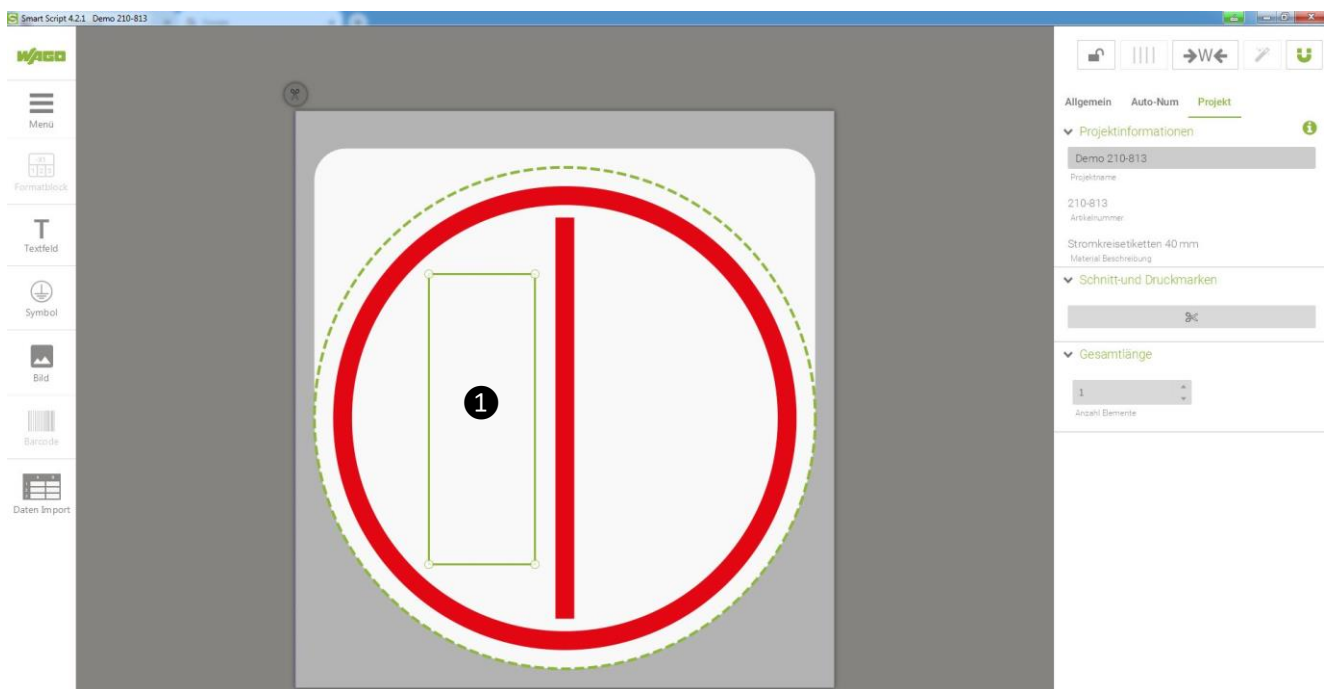 Smart Script 4.2.1 Demo 210-813
WAGO
Menü
Formatblock
Textfeld
Symbol
Bild
Barcode
Daten Import
1
→W←
Allgemein Auto-Num Projekt
Projektinformationen
Demo 210-813
Projektname
210-813
Artikelnummer
Stromkreisetiketten 40 mm
Material Beschreibung
Schnitt-und Druckmarken
Gesamtlänge
1
Anzahl Elemente